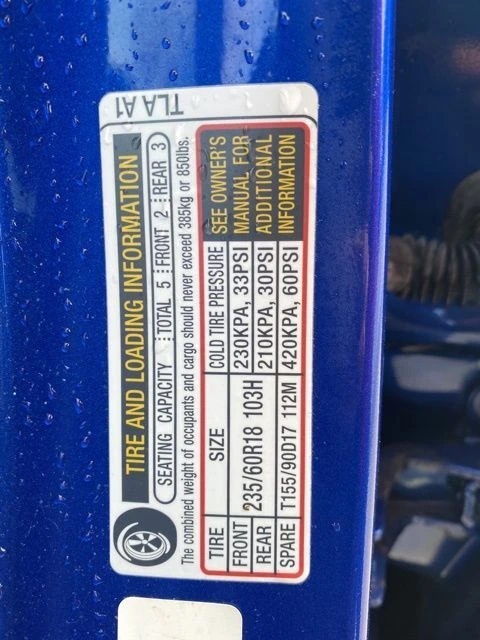 TLA A1
TIRE AND LOADING INFORMATION
SEATING CAPACITY TOTAL 5 FRONT 2 REAR 3
The combined weight of occupants and cargo should never exceed 385kg or 850lbs.
TIRE SIZE COLD TIRE PRESSURE
FRONT 235/60R18 103H 230KPA, 33PSI
REAR 210KPA, 30PSI
SPARE T155/90D17 112M 420KPA, 60PSI
SEE OWNER'S
MANUAL FOR
ADDITIONAL
INFORMATION